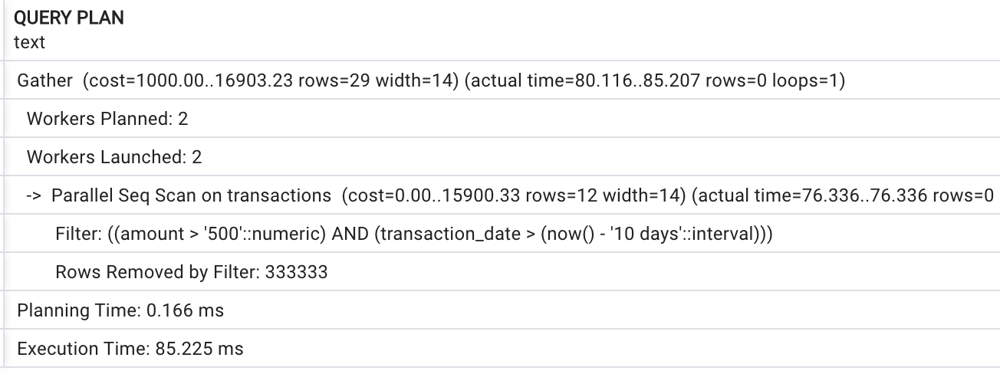 QUERY PLAN
text
Gather (cost=1000.00..16903.23 rows=29 width=14) (actual time=80.116..85.207 rows=0 loops=1)
Workers Planned: 2
Workers Launched: 2
-> Parallel Seq Scan on transactions (cost=0.00..15900.33 rows=12 width=14) (actual time=76.336..76.336 rows=0
Filter: ((amount > '500'::numeric) AND (transaction_date > (now() - '10 days'::interval)))
Rows Removed by Filter: 333333
Planning Time: 0.166 ms
Execution Time: 85.225 ms